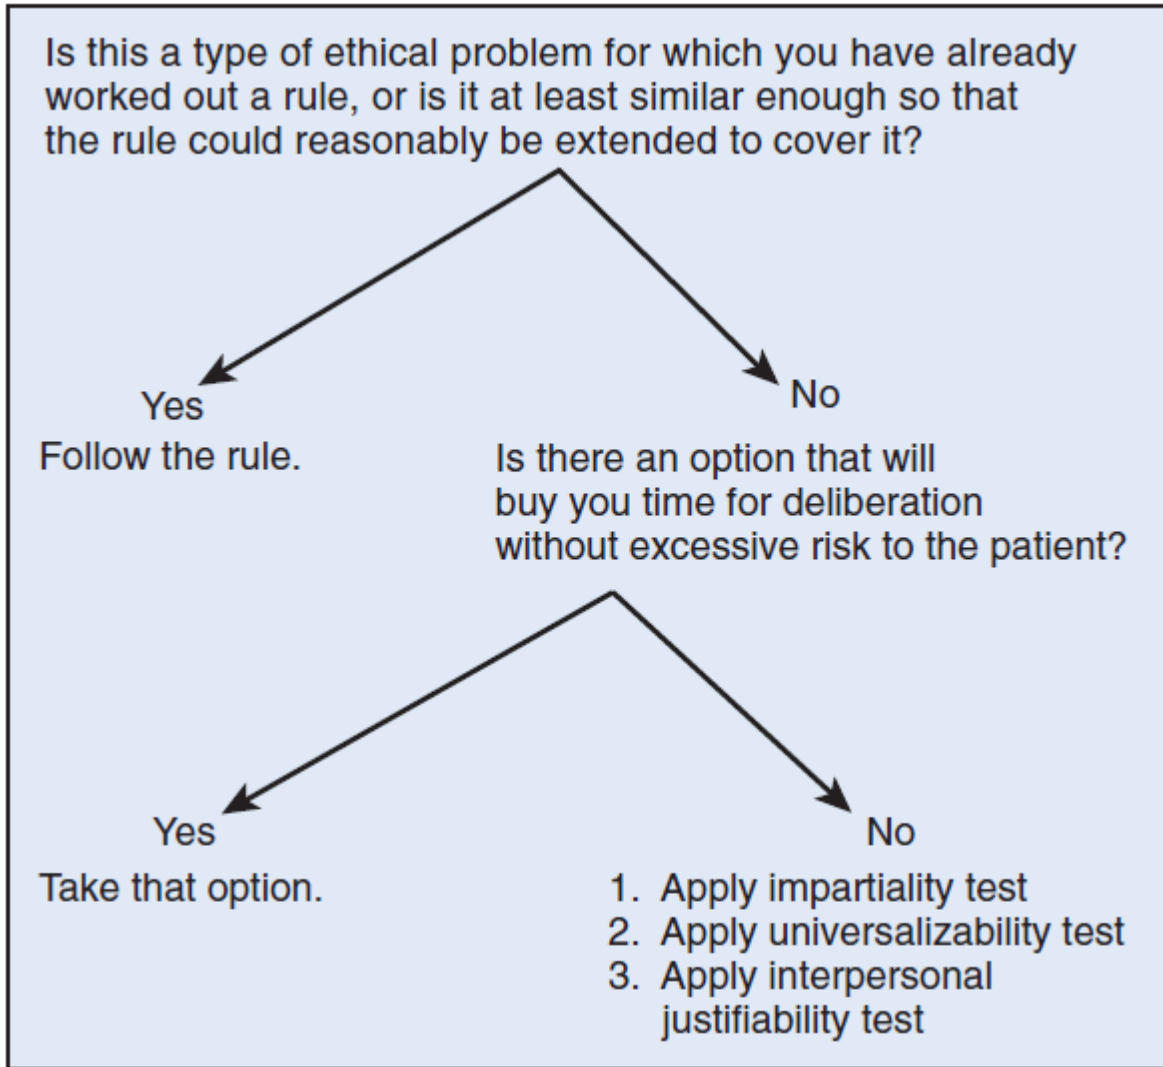 Is this a type of ethical problem for which you have already
worked out a rule, or is it at least similar enough so that
the rule could reasonably be extended to cover it?
Yes
Follow the rule.
No
Is there an option that will
buy you time for deliberation
without excessive risk to the patient?
Yes
Take that option.
No
1. Apply impartiality test
2. Apply universalizability test
3. Apply interpersonal
justifiability test